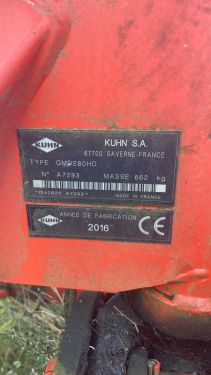 KUHN
KUHN S.A.
67700 SAVERNE-FRANCE
TYPE GMD280HD
N° A7293 MASSE 662 kg
MADE IN FRANCE
KUHN
ANNEE DE FABRICATION
2016
CE